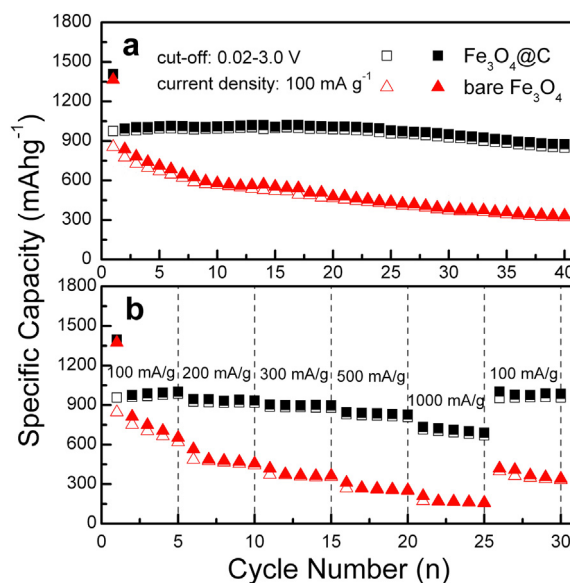 1800
1500
1200
900
600
300
a
cut-off: 0.02-3.0 V
Fe₃O₄@C
current density: 100 mA g⁻¹
bare Fe₃O₄
0 5 10 15 20 25 30 35 40
Specific Capacity (mAhg⁻¹)
1800
1500
1200
900
600
300
0
b
100 mA/g
200 mA/g
300 mA/g
500 mA/g
1000 mA/g
100 mA/g
0 5 10 15 20 25 30
Cycle Number (n)